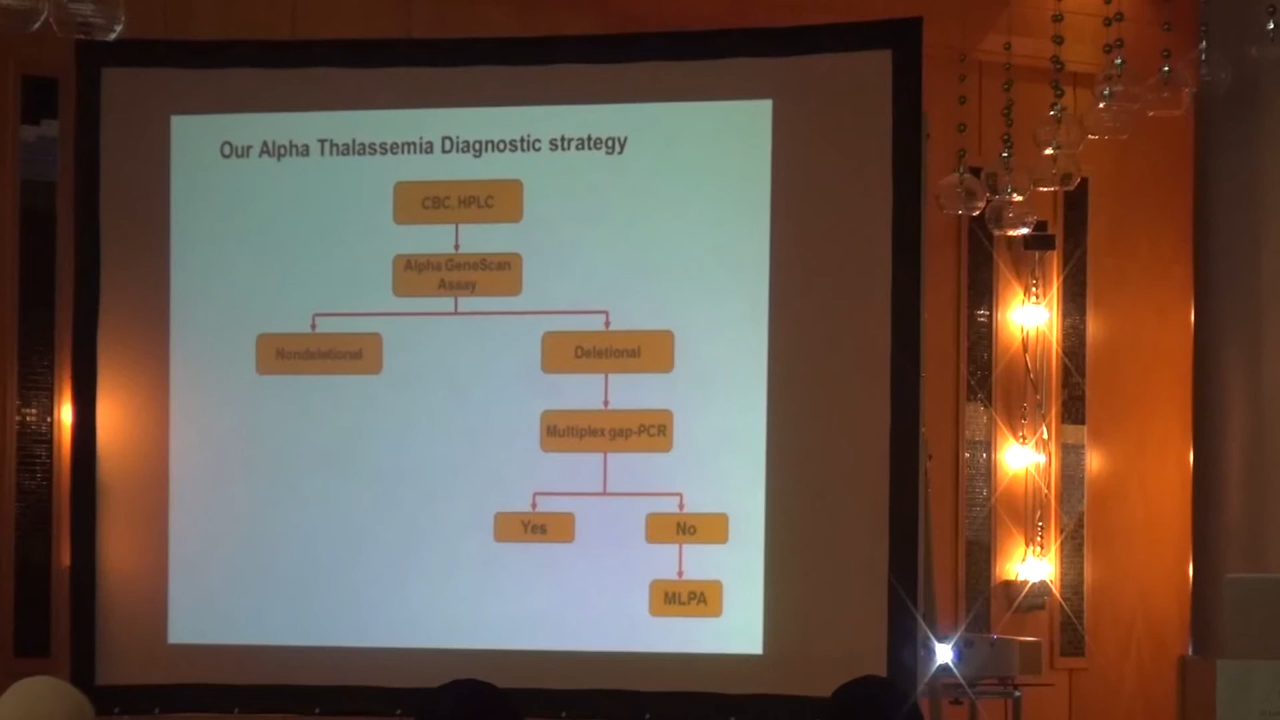 Our Alpha Thalassemia Diagnostic strategy
CBC, HPLC
Alpha GeneScan
Assay
Nondeletional
Deletional
Multiplex gap-PCR
Yes
No
MLPA